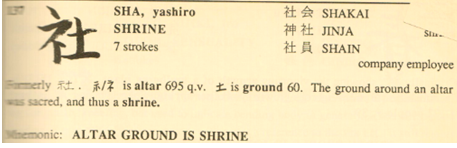 137
社
SHA, yashiro 社会 SHAKAI
SHRINE 神社 JINJA
7 strokes 社員 SHAIN
company employee
Formerly 社. 示/礻 is altar 695 q.v. 土 is ground 60. The ground around an altar
was sacred, and thus a shrine.
Mnemonic: ALTAR GROUND IS SHRINE